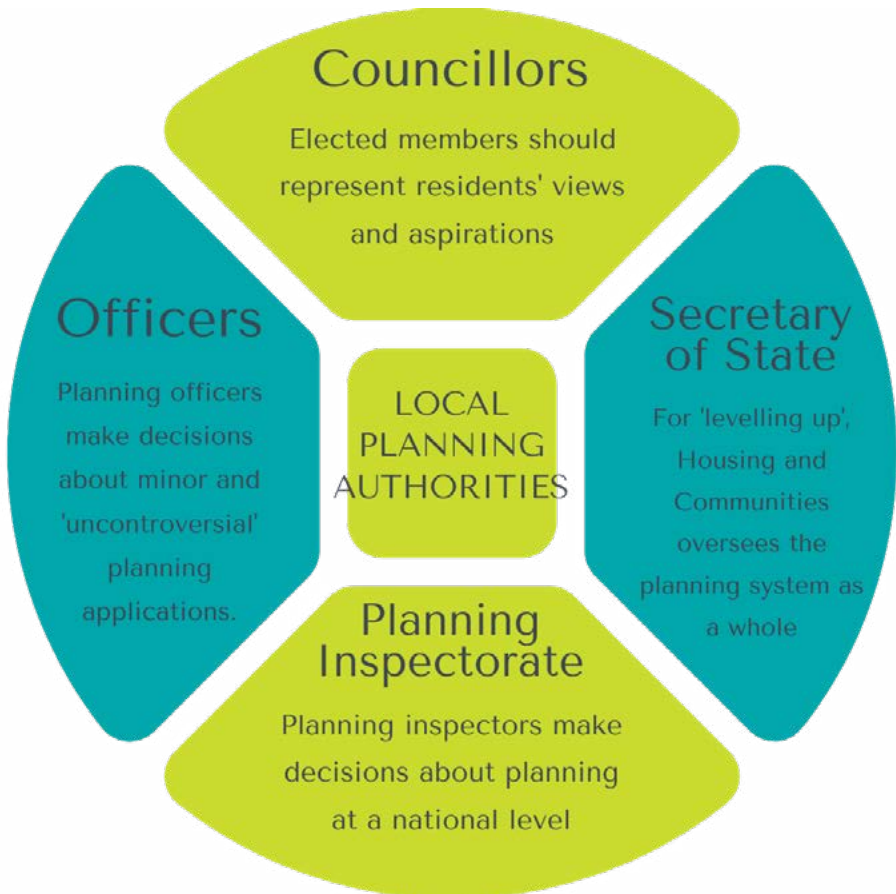 Councillors
Elected members should
represent residents' views
and aspirations
Officers
Planning officers
make decisions
about minor and
'uncontroversial'
planning
applications.
LOCAL
PLANNING
AUTHORITIES
Secretary
of State
For 'levelling up',
Housing and
Communities
oversees the
planning system as
a whole
Planning
Inspectorate
Planning inspectors make
decisions about planning
at a national level